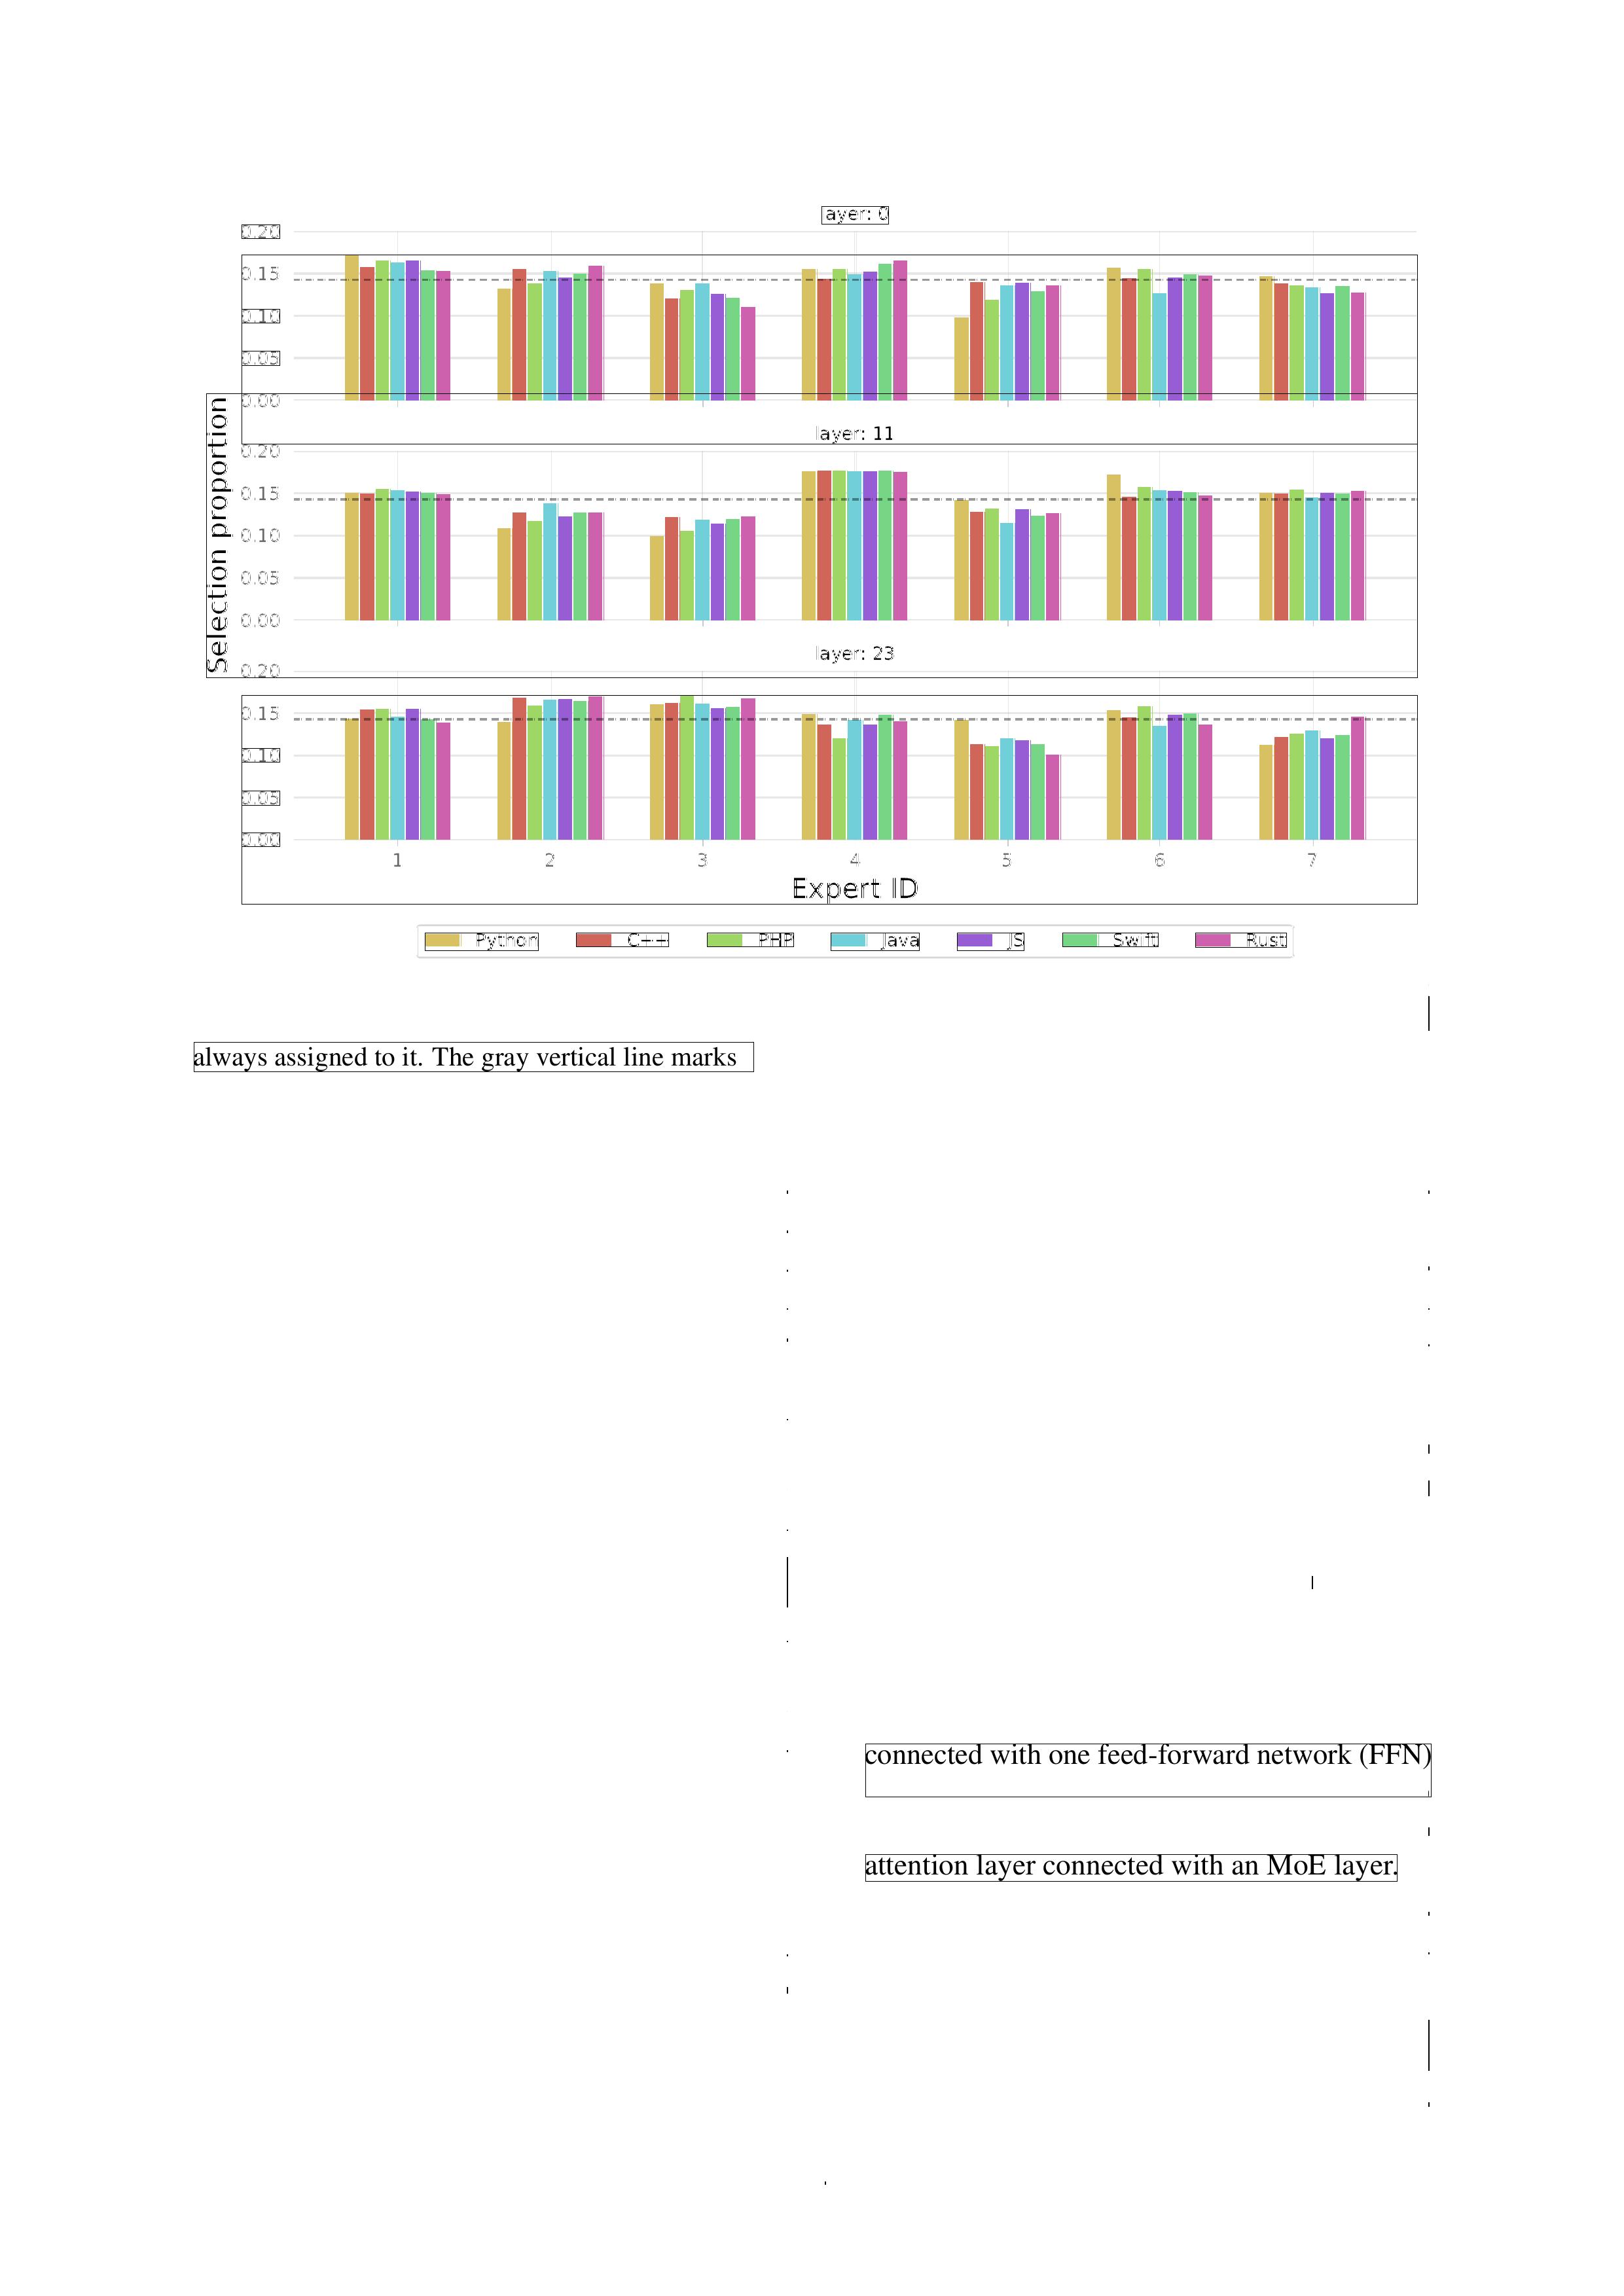 ayer: 0
0.20
0.15
0.10
0.05
0.00
layer: 11
0.20
0.15
0.10
0.05
0.00
Selection proportion
layer: 23
0.20
0.15
0.10
0.05
0.00
1 2 3 4 5 6 7
Expert ID
Python C++ PHP Java JS Swift Rust
always assigned to it. The gray vertical line marks
connected with one feed-forward network (FFN)
attention layer connected with an MoE layer.